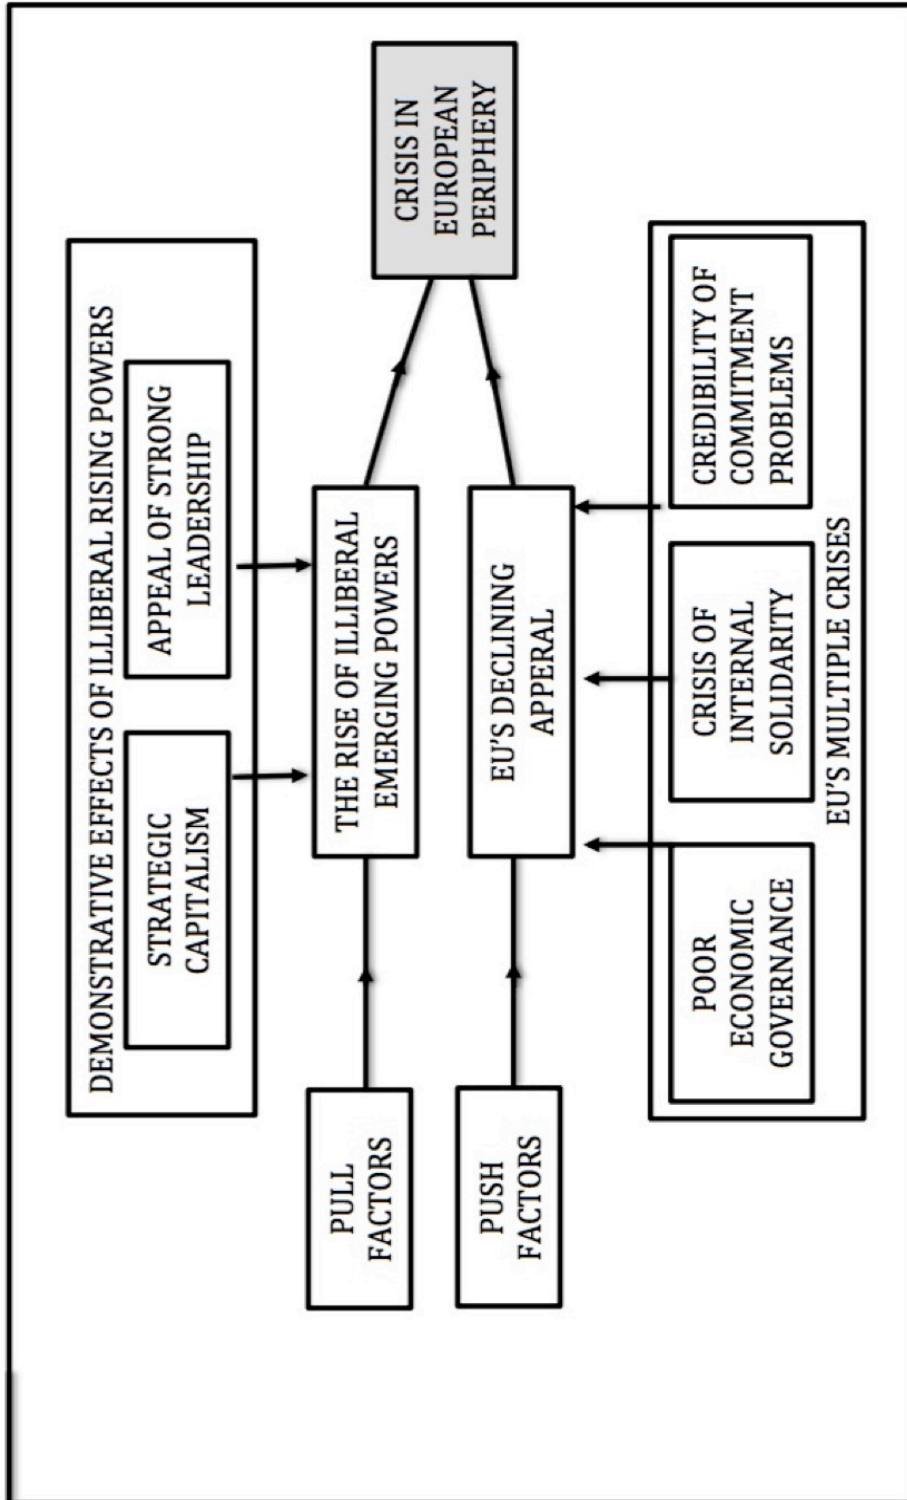 DEMONSTRATIVE EFFECTS OF ILLIBERAL RISING POWERS
STRATEGIC
CAPITALISM
APPEAL OF STRONG
LEADERSHIP
PULL
FACTORS
THE RISE OF ILLIBERAL
EMERGING POWERS
CRISIS IN
EUROPEAN
PERIPHERY
PUSH
FACTORS
EU'S DECLINING
APPERAL
POOR
ECONOMIC
GOVERNANCE
CRISIS OF
INTERNAL
SOLIDARITY
CREDIBILITY OF
COMMITMENT
PROBLEMS
EU'S MULTIPLE CRISES